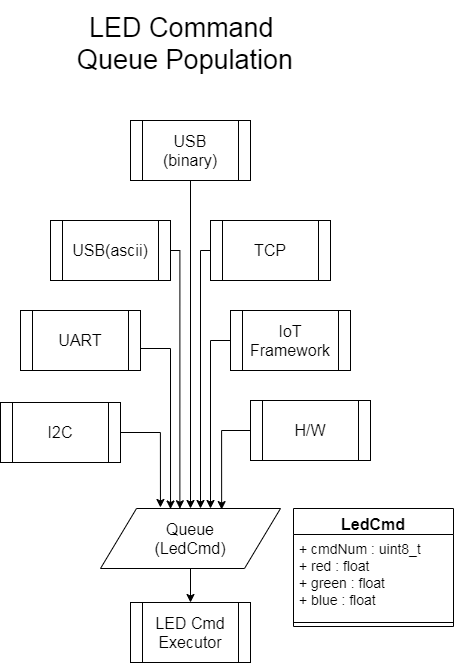 LED Command
Queue Population
USB
(binary)
USB(ascii)
TCP
UART
IoT
Framework
I2C
H/W
Queue
(LedCmd)
LedCmd
+ cmdNum : uint8_t
+ red : float
+ green : float
+ blue : float
LED Cmd
Executor